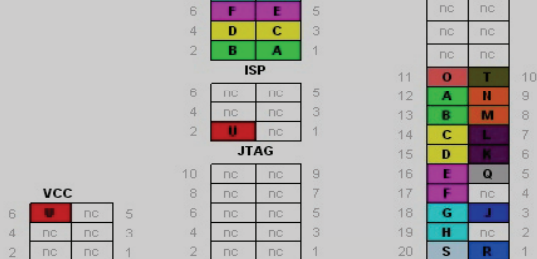 6 F E 5
4 D C 3
2 B A 1
ISP
6 nc nc 5
4 nc nc 3
2 U nc 1
JTAG
10 nc nc 9
8 nc nc 7
6 nc nc 5
4 nc nc 3
2 nc nc 1
VCC
6 U nc 5
4 nc nc 3
2 nc nc 1
nc nc
nc nc
nc nc
11 O T 10
12 A N 9
13 B M 8
14 C L 7
15 D K 6
16 E Q 5
17 F nc 4
18 G J 3
19 H nc 2
20 S R 1